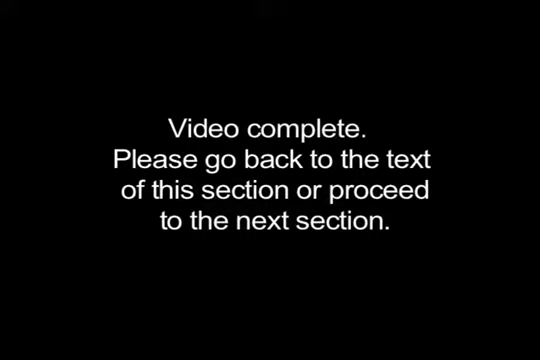 Video complete.
Please go back to the text
of this section or proceed
to the next section.